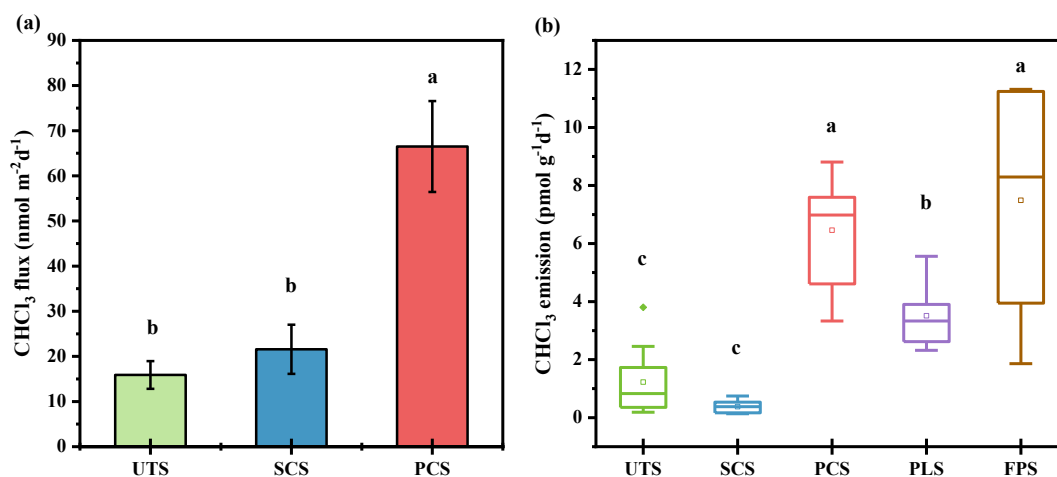 (a)
CHCl₃ flux (nmol m⁻²d⁻¹)
90
80
70
60
50
40
30
20
10
0
b
b
a
UTS SCS PCS
(b)
CHCl₃ emission (pmol g⁻¹d⁻¹)
12
10
8
6
4
2
0
c
c
a
b
a
UTS SCS PCS PLS FPS